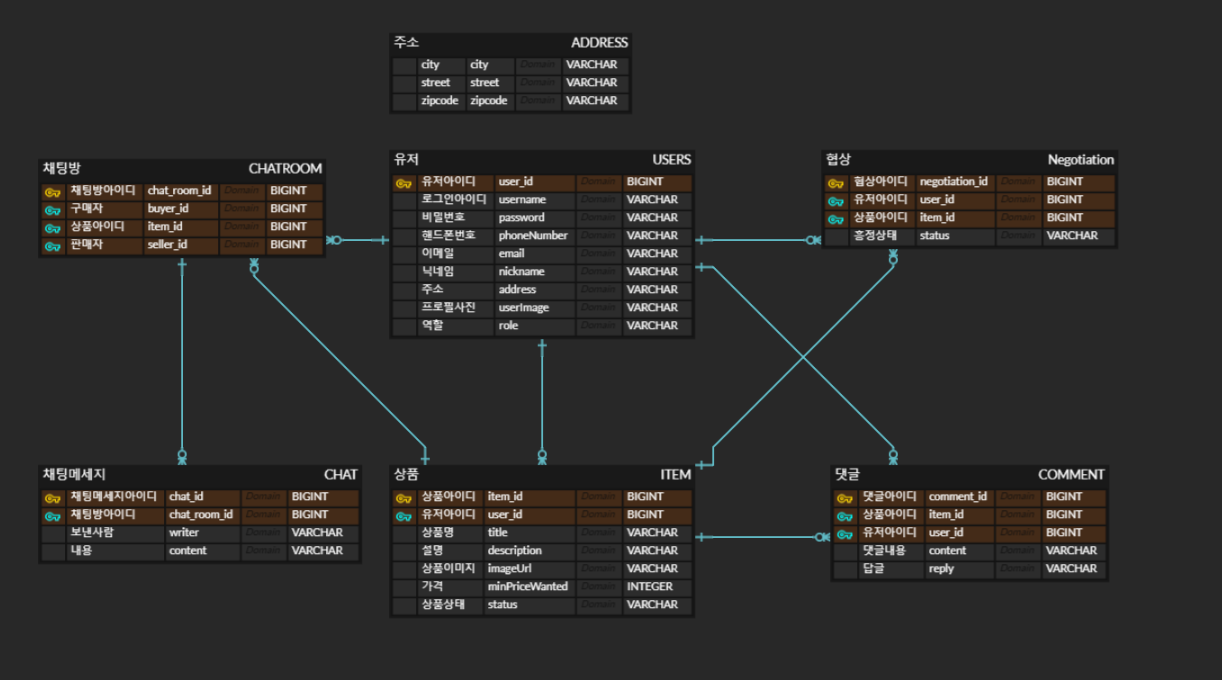 주소 ADDRESS
city city Domain VARCHAR
street street Domain VARCHAR
zipcode zipcode Domain VARCHAR
채팅방 CHATROOM
채팅방아이디 chat_room_id Domain BIGINT
구매자 buyer_id Domain BIGINT
상품아이디 item_id Domain BIGINT
판매자 seller_id Domain BIGINT
유저 USERS
유저아이디 user_id Domain BIGINT
로그인아이디 username Domain VARCHAR
비밀번호 password Domain VARCHAR
핸드폰번호 phoneNumber Domain VARCHAR
이메일 email Domain VARCHAR
닉네임 nickname Domain VARCHAR
주소 address Domain VARCHAR
프로필사진 userImage Domain VARCHAR
역할 role Domain VARCHAR
협상 Negotiation
협상아이디 negotiation_id Domain BIGINT
유저아이디 user_id Domain BIGINT
상품아이디 item_id Domain BIGINT
흥정상태 status Domain VARCHAR
채팅메세지 CHAT
채팅메세지아이디 chat_id Domain BIGINT
채팅방아이디 chat_room_id Domain BIGINT
보낸사람 writer Domain VARCHAR
내용 content Domain VARCHAR
상품 ITEM
상품아이디 item_id Domain BIGINT
유저아이디 user_id Domain BIGINT
상품명 title Domain VARCHAR
설명 description Domain VARCHAR
상품이미지 imageUrl Domain VARCHAR
가격 minPriceWanted Domain INTEGER
상품상태 status Domain VARCHAR
댓글 COMMENT
댓글아이디 comment_id Domain BIGINT
상품아이디 item_id Domain BIGINT
유저아이디 user_id Domain BIGINT
댓글내용 content Domain VARCHAR
답글 reply Domain VARCHAR